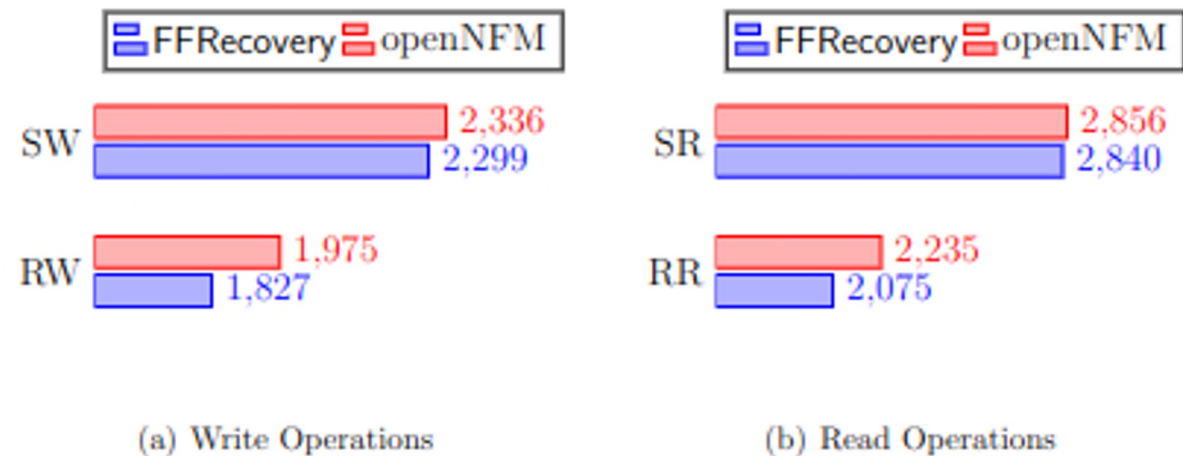 FFRecovery openNFM
SW
2,336
2,299
RW
1,975
1,827
(a) Write Operations
FFRecovery openNFM
SR
2,856
2,840
RR
2,235
2,075
(b) Read Operations